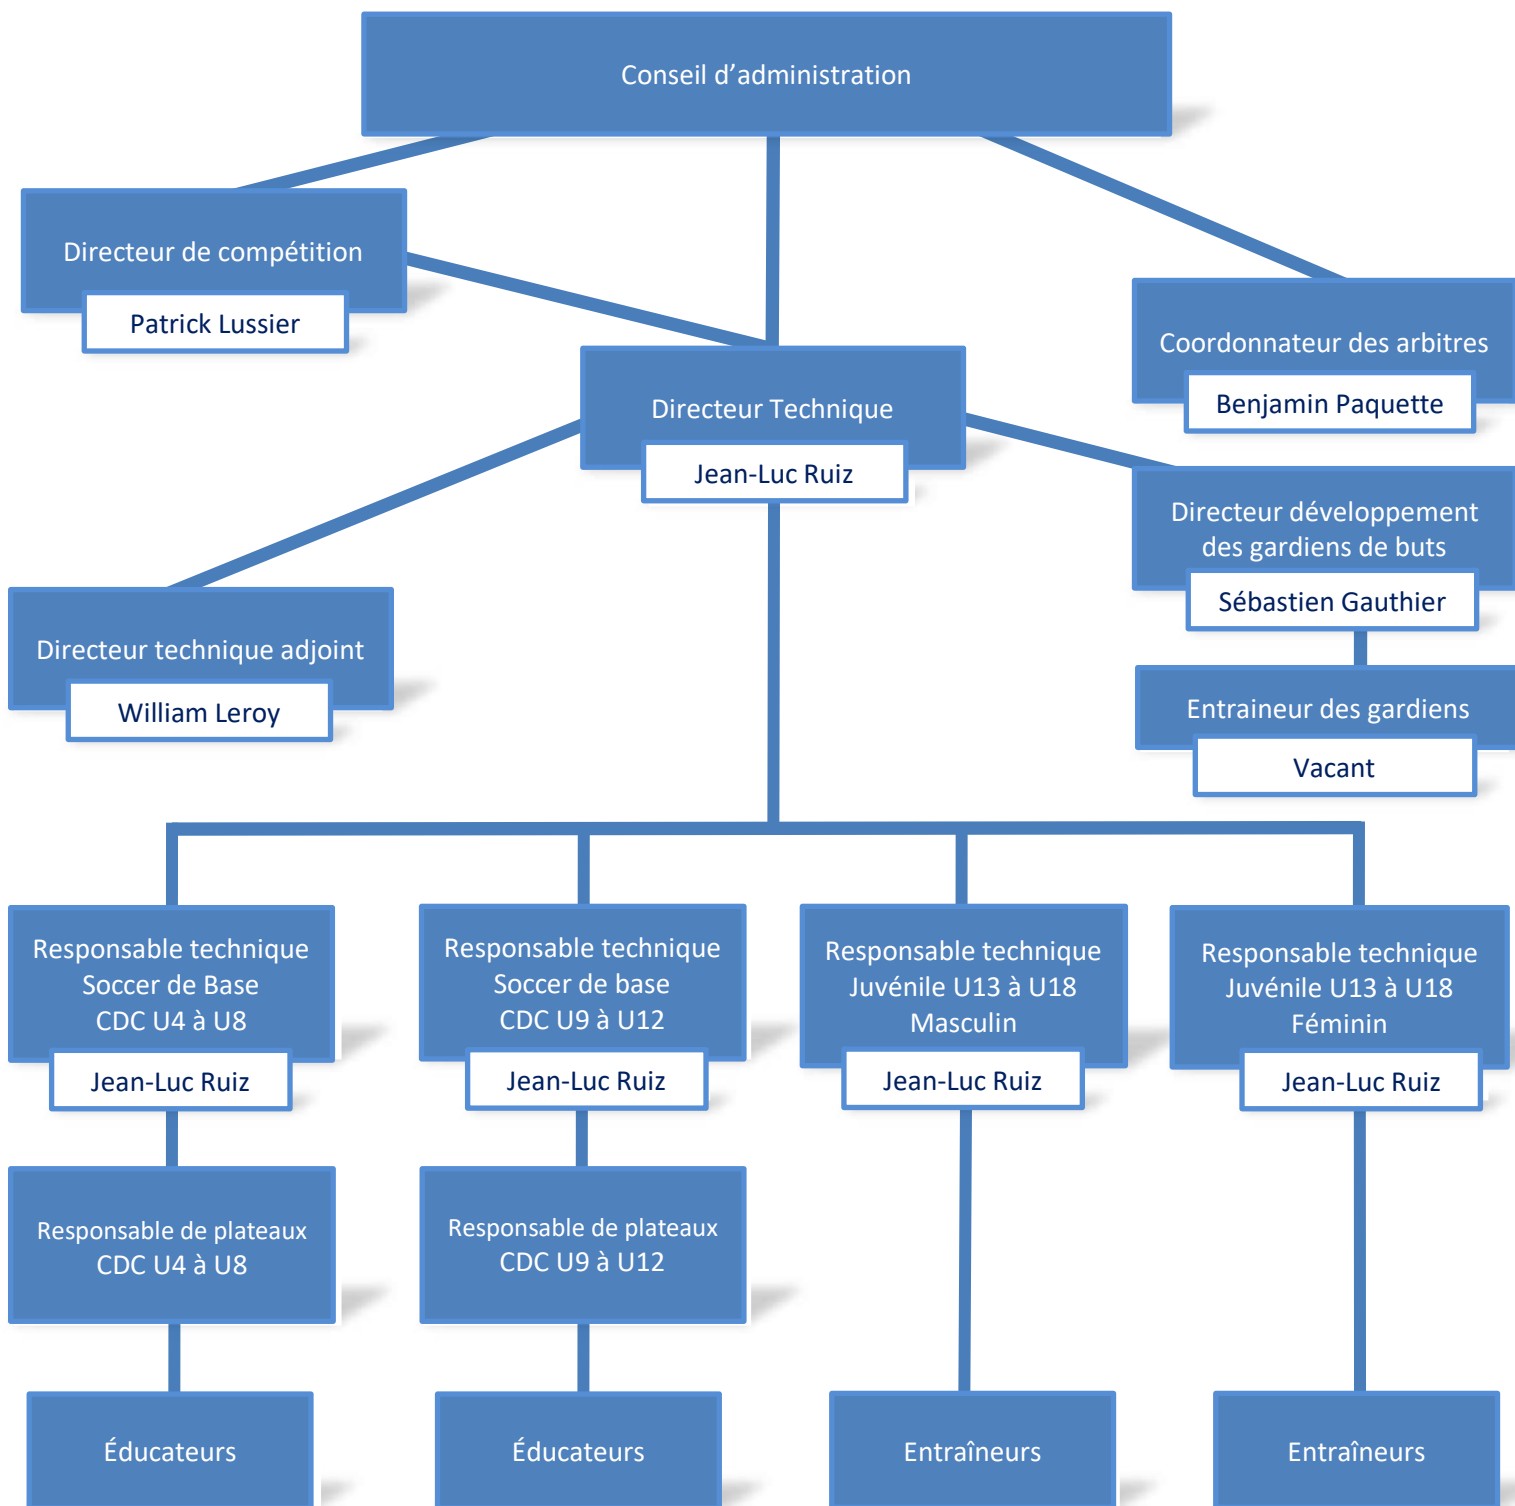 Conseil d’administration
Directeur de compétition
Patrick Lussier
Coordonnateur des arbitres
Benjamin Paquette
Directeur Technique
Jean-Luc Ruiz
Directeur développement
des gardiens de buts
Sébastien Gauthier
Directeur technique adjoint
William Leroy
Entraineur des gardiens
Vacant
Responsable technique
Soccer de Base
CDC U4 à U8
Jean-Luc Ruiz
Responsable technique
Soccer de base
CDC U9 à U12
Jean-Luc Ruiz
Responsable technique
Juvénile U13 à U18
Masculin
Jean-Luc Ruiz
Responsable technique
Juvénile U13 à U18
Féminin
Jean-Luc Ruiz
Responsable de plateaux
CDC U4 à U8
Responsable de plateaux
CDC U9 à U12
Éducateurs
Éducateurs
Entraîneurs
Entraîneurs